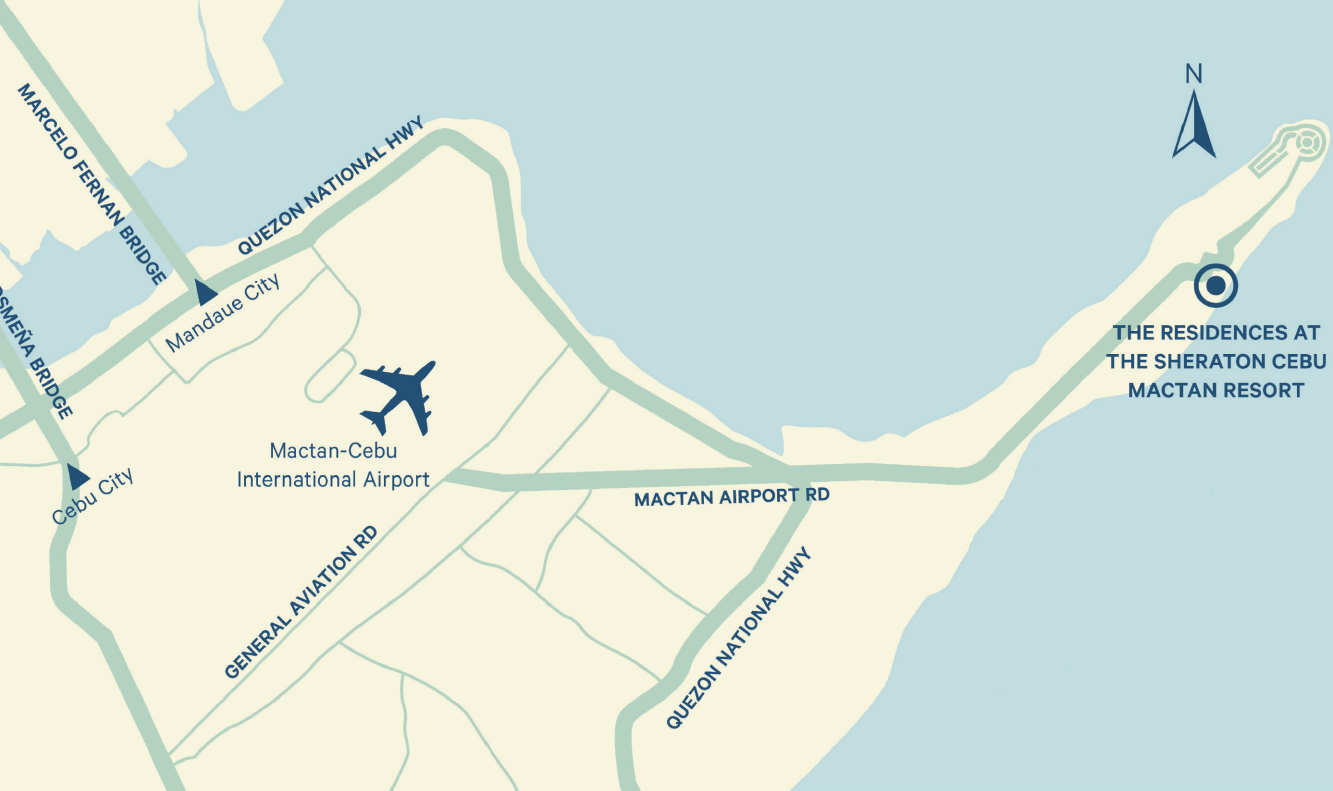 N
MARCELO FERNAN BRIDGE
QUEZON NATIONAL HWY
Mandaue City
SMEÑA BRIDGE
THE RESIDENCES AT
THE SHERATON CEBU
MACTAN RESORT
Mactan-Cebu
International Airport
Cebu City
MACTAN AIRPORT RD
GENERAL AVIATION RD
QUEZON NATIONAL HWY